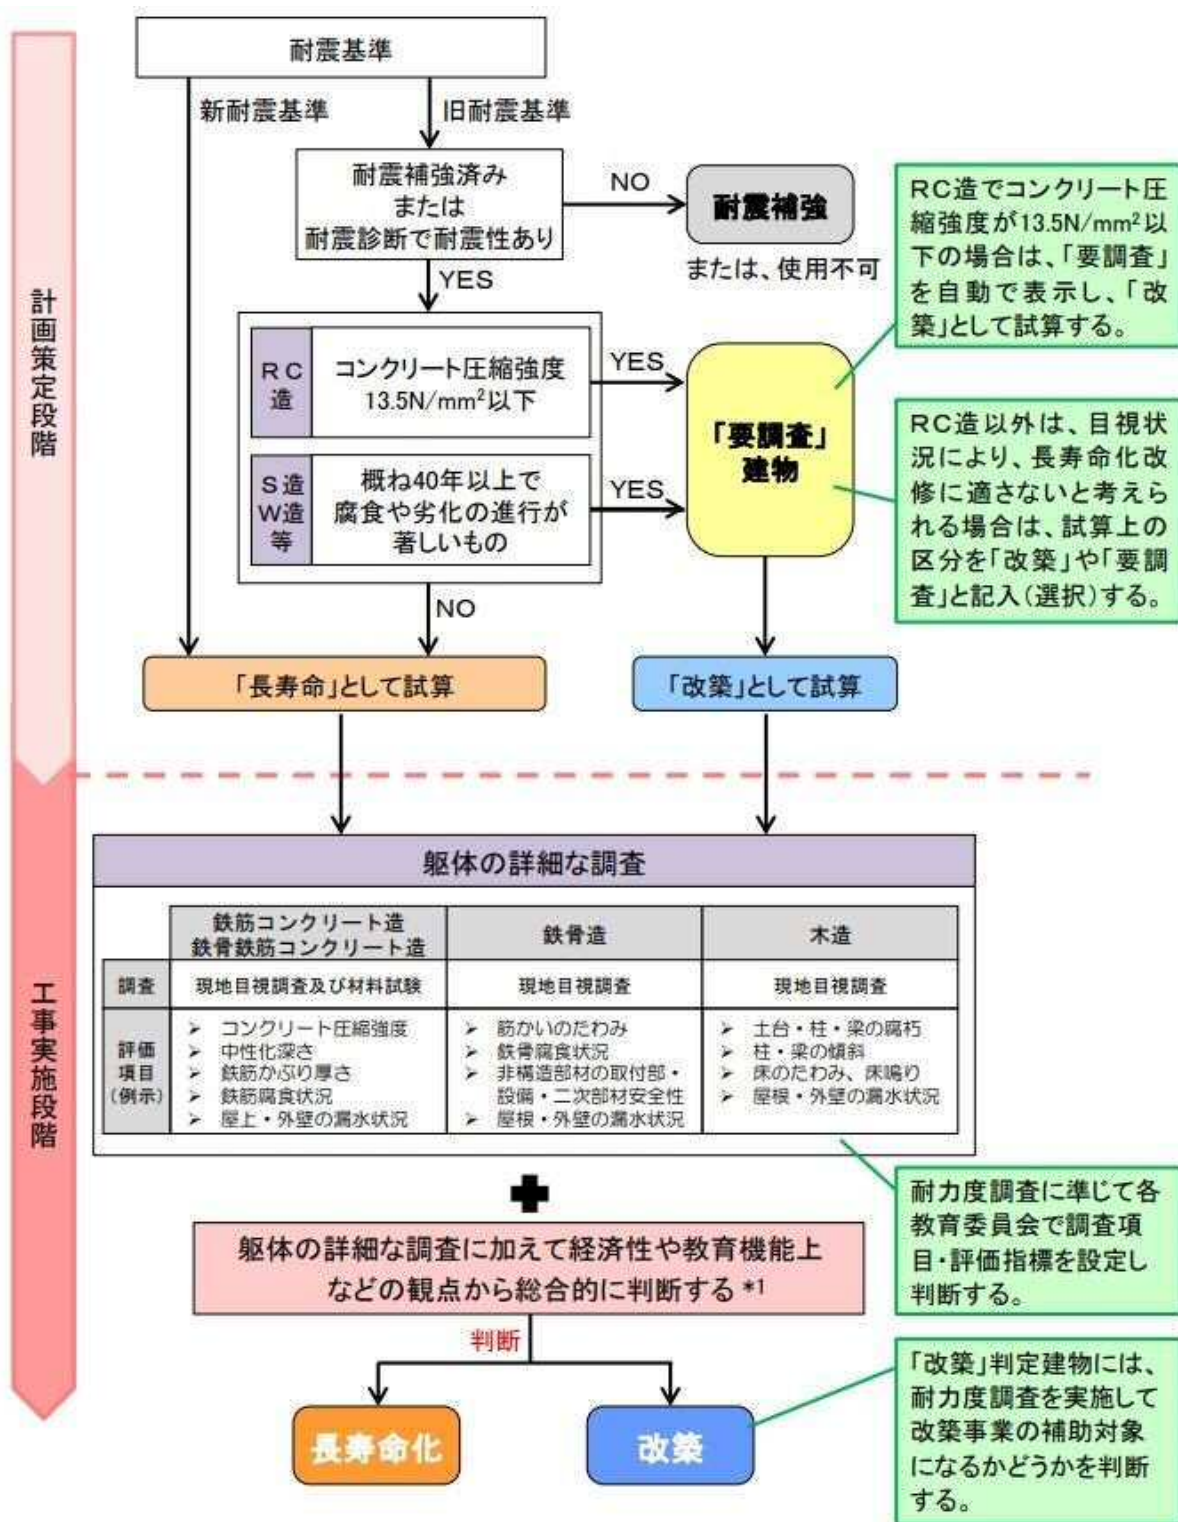 耐震基準
新耐震基準
旧耐震基準
耐震補強済み
または
耐震診断で耐震性あり
NO
耐震補強
または、使用不可
YES
RC造でコンクリート圧
縮強度が13.5N/mm²以
下の場合は、「要調査」
を自動で表示し、「改
築」として試算する。
計画策定段階
RC
造
コンクリート圧縮強度
13.5N/mm²以下
YES
S造
W造
等
概ね40年以上で
腐食や劣化の進行が
著しいもの
YES
「要調査」
建物
RC造以外は、目視状
況により、長寿命化改
修に適さないと考えら
れる場合は、試算上の
区分を「改築」や「要調
査」と記入(選択)する。
NO
「長寿命」として試算
「改築」として試算
工事実施段階
躯体の詳細な調査
鉄筋コンクリート造
鉄骨鉄筋コンクリート造
鉄骨造
木造
調査
現地目視調査及び材料試験
現地目視調査
現地目視調査
評価
項目
(例示)
➢ コンクリート圧縮強度
➢ 中性化深さ
➢ 鉄筋かぶり厚さ
➢ 鉄筋腐食状況
➢ 屋上・外壁の漏水状況
➢ 筋かいのたわみ
➢ 鉄骨腐食状況
➢ 非構造部材の取付部・
設備・二次部材安全性
➢ 屋根・外壁の漏水状況
➢ 土台・柱・梁の腐朽
➢ 柱・梁の傾斜
➢ 床のたわみ、床鳴り
➢ 屋根・外壁の漏水状況
耐力度調査に準じて各
教育委員会で調査項
目・評価指標を設定し
判断する。
躯体の詳細な調査に加えて経済性や教育機能上
などの観点から総合的に判断する *1
判断
長寿命化
改築
「改築」判定建物には、
耐力度調査を実施して
改築事業の補助対象
になるかどうかを判断
する。